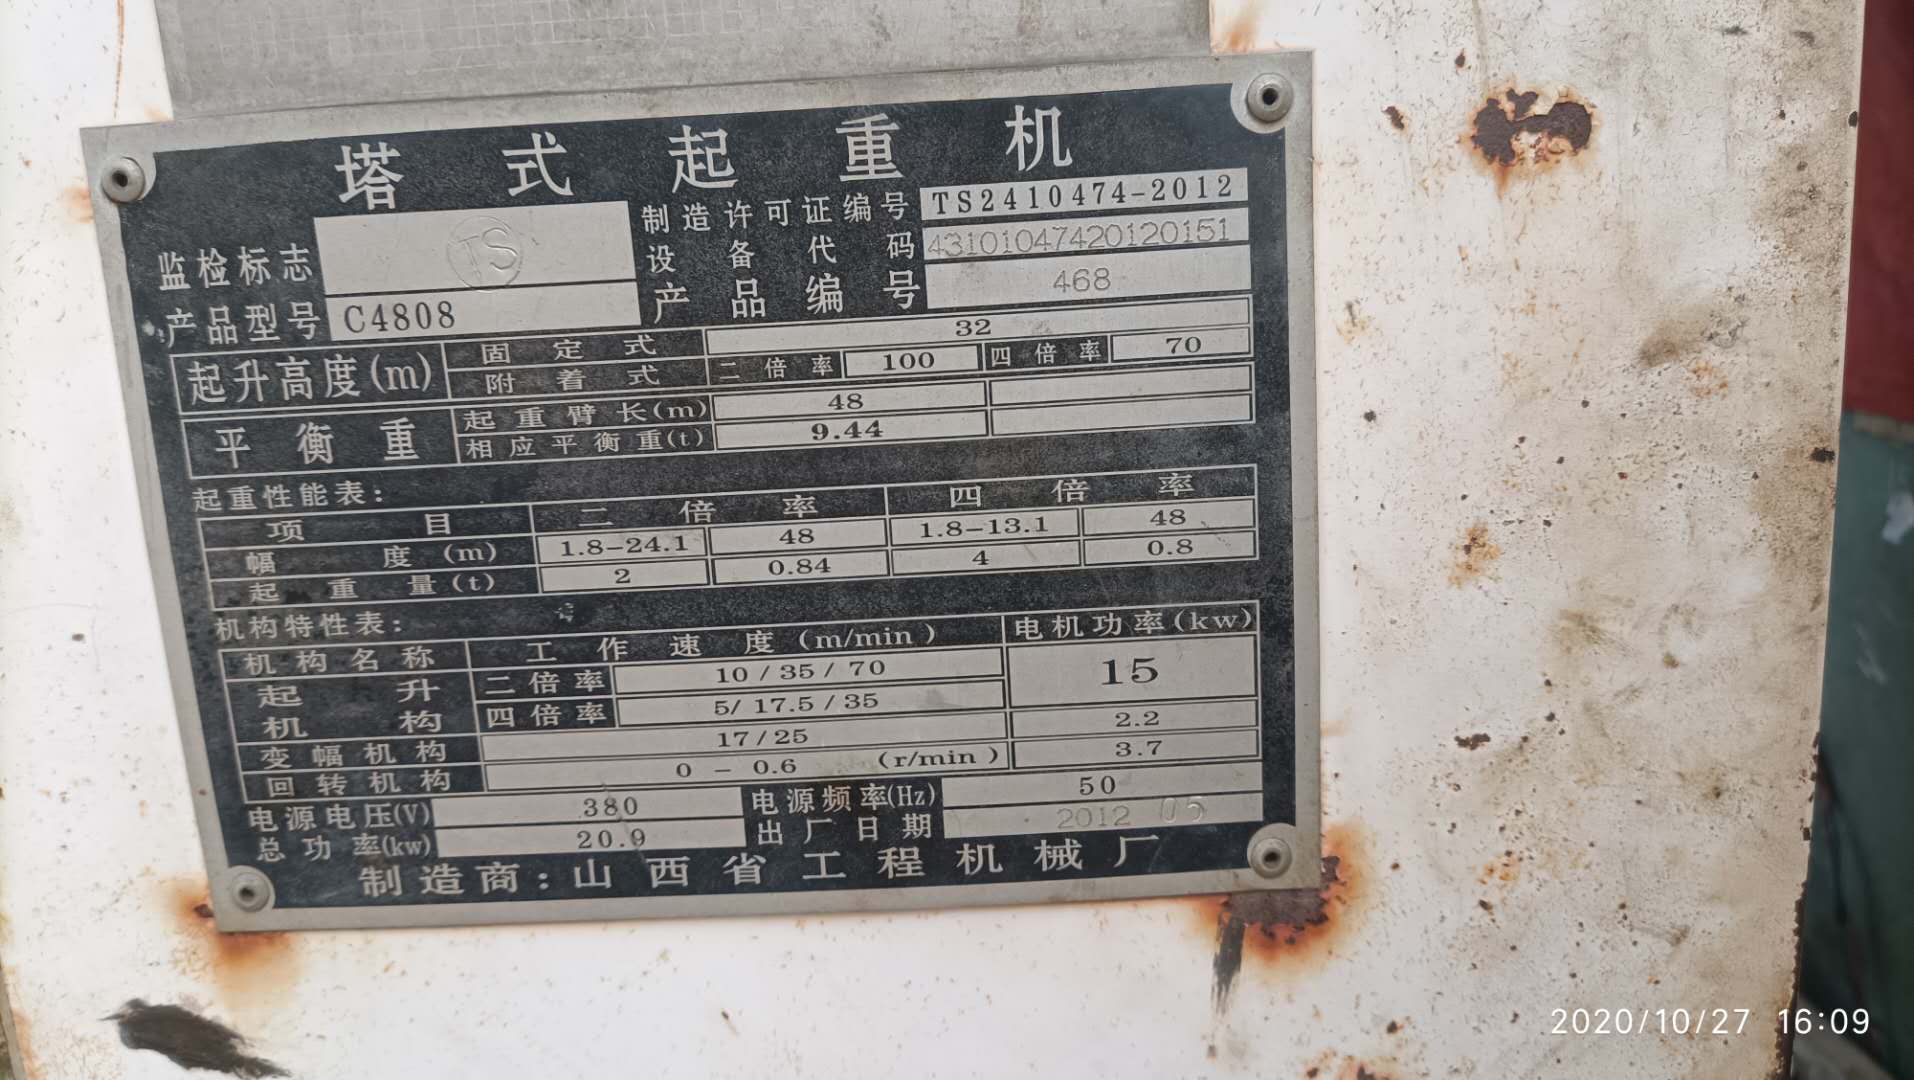 塔式起重机
监检标志 TS 制造许可证编号 TS2410474-2012
设备代码 43101047420120151
产品型号 C4808 产品编号 468
起升高度(m) 固定式 32
附着式 二倍率 100 四倍率 70
平衡重 起重臂长(m) 48
相应平衡重(t) 9.44
起重性能表:
项目 二倍率 四倍率
幅度(m) 1.8-24.1 48 1.8-13.1 48
起重量(t) 2 0.84 4 0.8
机构特性表:
机构名称 工作速度(m/min) 电机功率(kw)
起升机构 二倍率 10/35/70 15
四倍率 5/17.5/35
变幅机构 17/25 2.2
回转机构 0-0.6 (r/min) 3.7
电源电压(V) 380 电源频率(Hz) 50
总功率(kw) 20.9 出厂日期 2012 05
制造商:山西省工程机械厂
2020/10/27 16:09